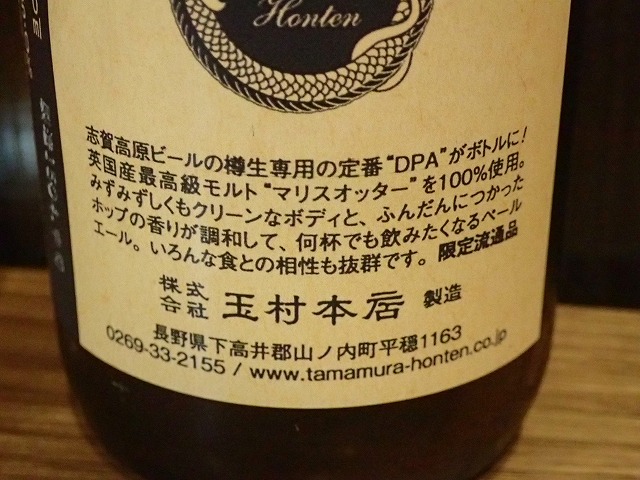 Honten
志賀高原ビールの樽生専用の定番“DPA”がボトルに!
英国産最高級モルト“マリスオッター”を100%使用。
みずみずしくもクリーンなボディと、ふんだんにつかった
ホップの香りが調和して、何杯でも飲みたくなるペール
エール。いろんな食との相性も抜群です。限定流通品
株式
会社 玉村本店 製造
長野県下高井郡山ノ内町平穏1163
0269-33-2155 / www.tamamura-honten.co.jp